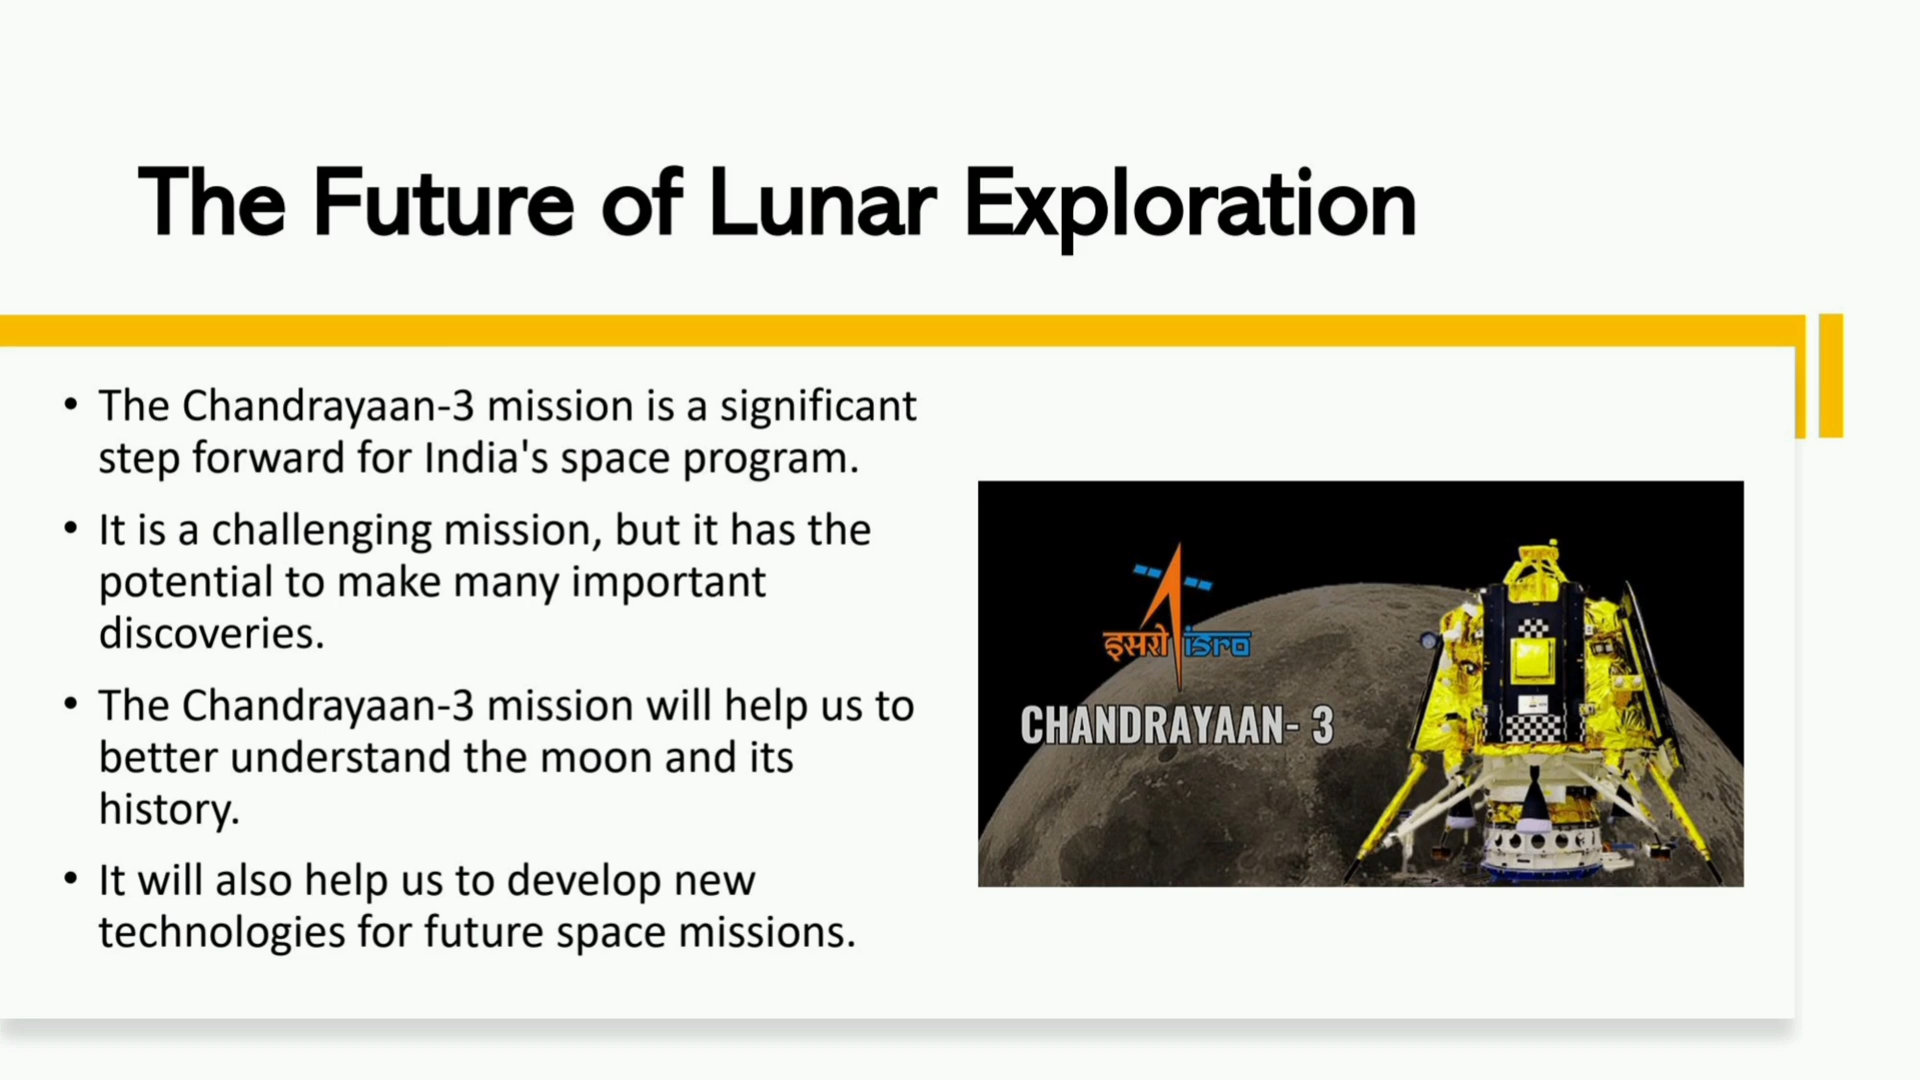 The Future of Lunar Exploration
• The Chandrayaan-3 mission is a significant
step forward for India's space program.
• It is a challenging mission, but it has the
potential to make many important
discoveries.
• The Chandrayaan-3 mission will help us to
better understand the moon and its
history.
• It will also help us to develop new
technologies for future space missions.
इसरो isro
CHANDRAYAAN- 3